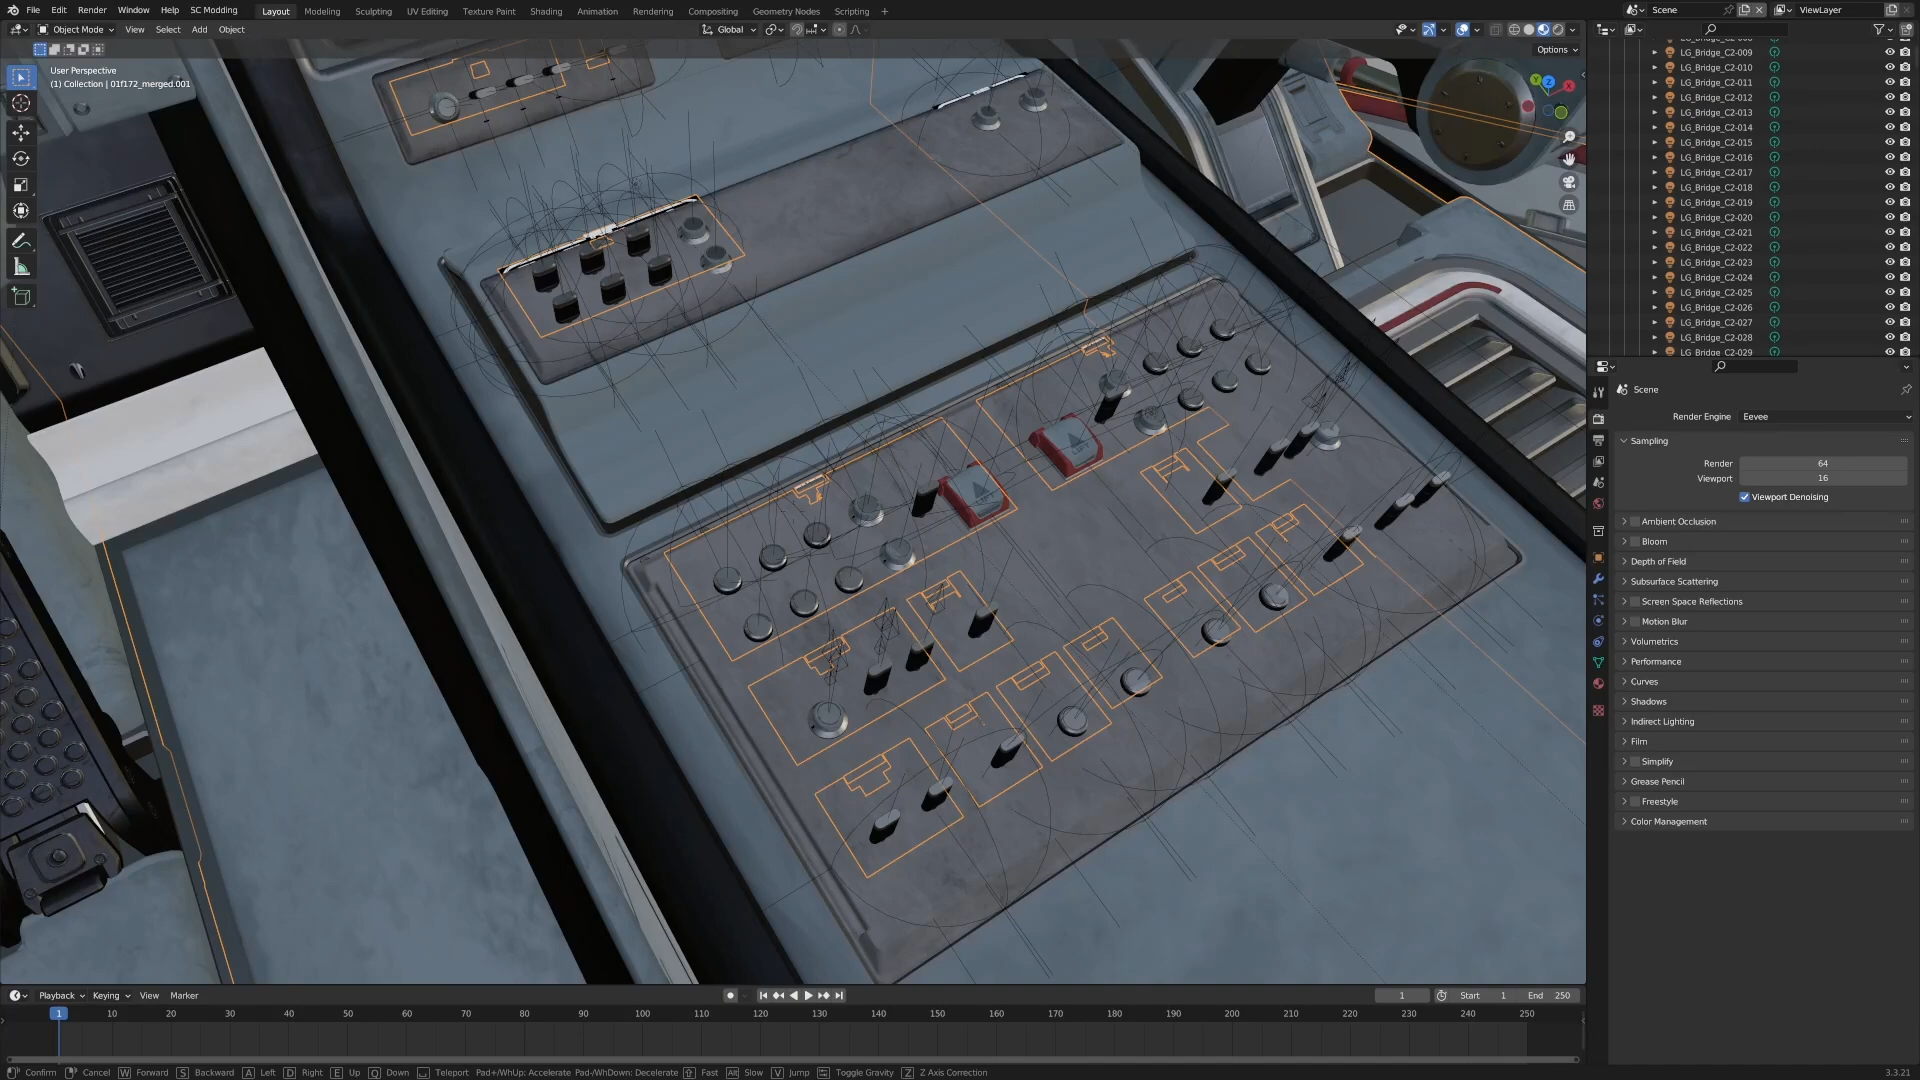 File Edit Render Window Help SC Modding Layout Modeling Sculpting UV Editing Texture Paint Shading Animation Rendering Compositing Geometry Nodes Scripting + Scene ViewLayer
Object Mode View Select Add Object Global
Options
User Perspective
(1) Collection | 01f172_merged.001
LG_Bridge_C2-009
LG_Bridge_C2-010
LG_Bridge_C2-011
LG_Bridge_C2-012
LG_Bridge_C2-013
LG_Bridge_C2-014
LG_Bridge_C2-015
LG_Bridge_C2-016
LG_Bridge_C2-017
LG_Bridge_C2-018
LG_Bridge_C2-019
LG_Bridge_C2-020
LG_Bridge_C2-021
LG_Bridge_C2-022
LG_Bridge_C2-023
LG_Bridge_C2-024
LG_Bridge_C2-025
LG_Bridge_C2-026
LG_Bridge_C2-027
LG_Bridge_C2-028
LG_Bridge_C2-029
Scene
Render Engine Eevee
Sampling
Render 64
Viewport 16
Viewport Denoising
Ambient Occlusion
Bloom
Depth of Field
Subsurface Scattering
Screen Space Reflections
Motion Blur
Volumetrics
Performance
Curves
Shadows
Indirect Lighting
Film
Simplify
Grease Pencil
Freestyle
Color Management
Playback Keying View Marker 1 Start 1 End 250
1 10 20 30 40 50 60 70 80 90 100 110 120 130 140 150 160 170 180 190 200 210 220 230 240 250
Confirm Cancel W Forward S Backward A Left D Right E Up Q Down Teleport Pad+/WhUp: Accelerate Pad-/WhDown: Decelerate Fast Alt Slow V Jump Toggle Gravity Z Z Axis Correction 3.3.21